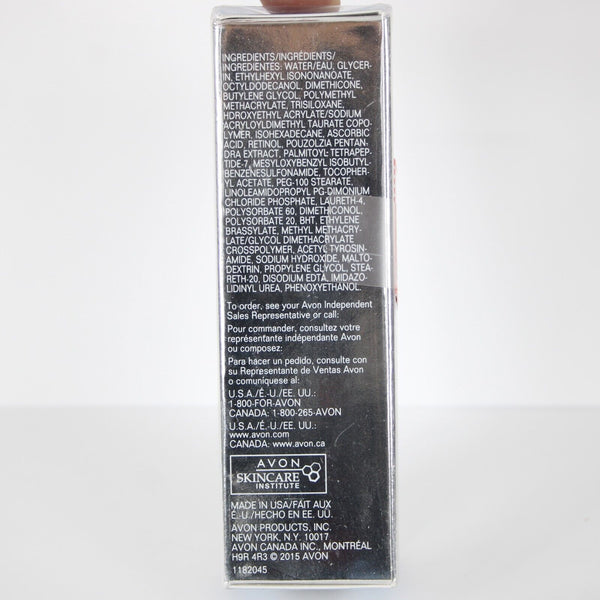 INGREDIENTS/INGRÉDIENTS/
INGREDIENTES: WATER/EAU, GLYCER-
IN, ETHYLHEXYL ISONONANOATE,
OCTYLDODECANOL, DIMETHICONE,
BUTYLENE GLYCOL, POLYMETHYL
METHACRYLATE, TRISILOXANE,
HDROXYETHYL ACRYLATE/SODIUM
ACRYLOYLDIMETHYL TAURATE COPO-
LYMER, ISOHEXADECANE, ASCORBIC
ACID, RETINOL, POUZOLZIA PENTAN-
DRA EXTRACT, PALMITOYL TETRAPEP-
TIDE-7, MESYLOXYBENZYL ISOBUTYL-
BENZENESULFONAMIDE, TOCOPHER-
YL ACETATE, PEG-100 STEARATE,
LINOLEAMIDOPROPYL PG-DIMONIUM
CHLORIDE PHOSPHATE, LAURETH-4,
POLYSORBATE 60, DIMETHICONOL,
POLYSORBATE 20, BHT, ETHYLENE
BRASSYLATE, METHYL METHACRY-
LATE/GLYCOL DIMETHACRYLATE
CROSSPOLYMER, ACETYL TYROSIN-
AMIDE, SODIUM HYDROXIDE, MALTO-
DEXTRIN, PROPYLENE GLYCOL, STEA-
RETH-20, DISODIUM EDTA, IMIDAZO-
LIDINYL UREA, PHENOXYETHANOL.
To order, see your Avon Independent
Sales Representative or call:
Pour commander, consultez votre
représentante indépendante Avon
ou composez:
Para hacer un pedido, consulte con
su Representante de Ventas Avon
o comuníquese al:
U.S.A./É.-U./EE. UU.:
1-800-FOR-AVON
CANADA: 1-800-265-AVON
U.S.A./É.-U./EE. UU.:
www.avon.com
CANADA: www.avon.ca
AVON
SKINCARE
INSTITUTE
MADE IN USA/FAIT AUX
É.-U./HECHO EN EE. UU.
AVON PRODUCTS, INC.
NEW YORK, N.Y. 10017
AVON CANADA INC., MONTRÉAL
H9R 4R3 © 2015 AVON
1182045